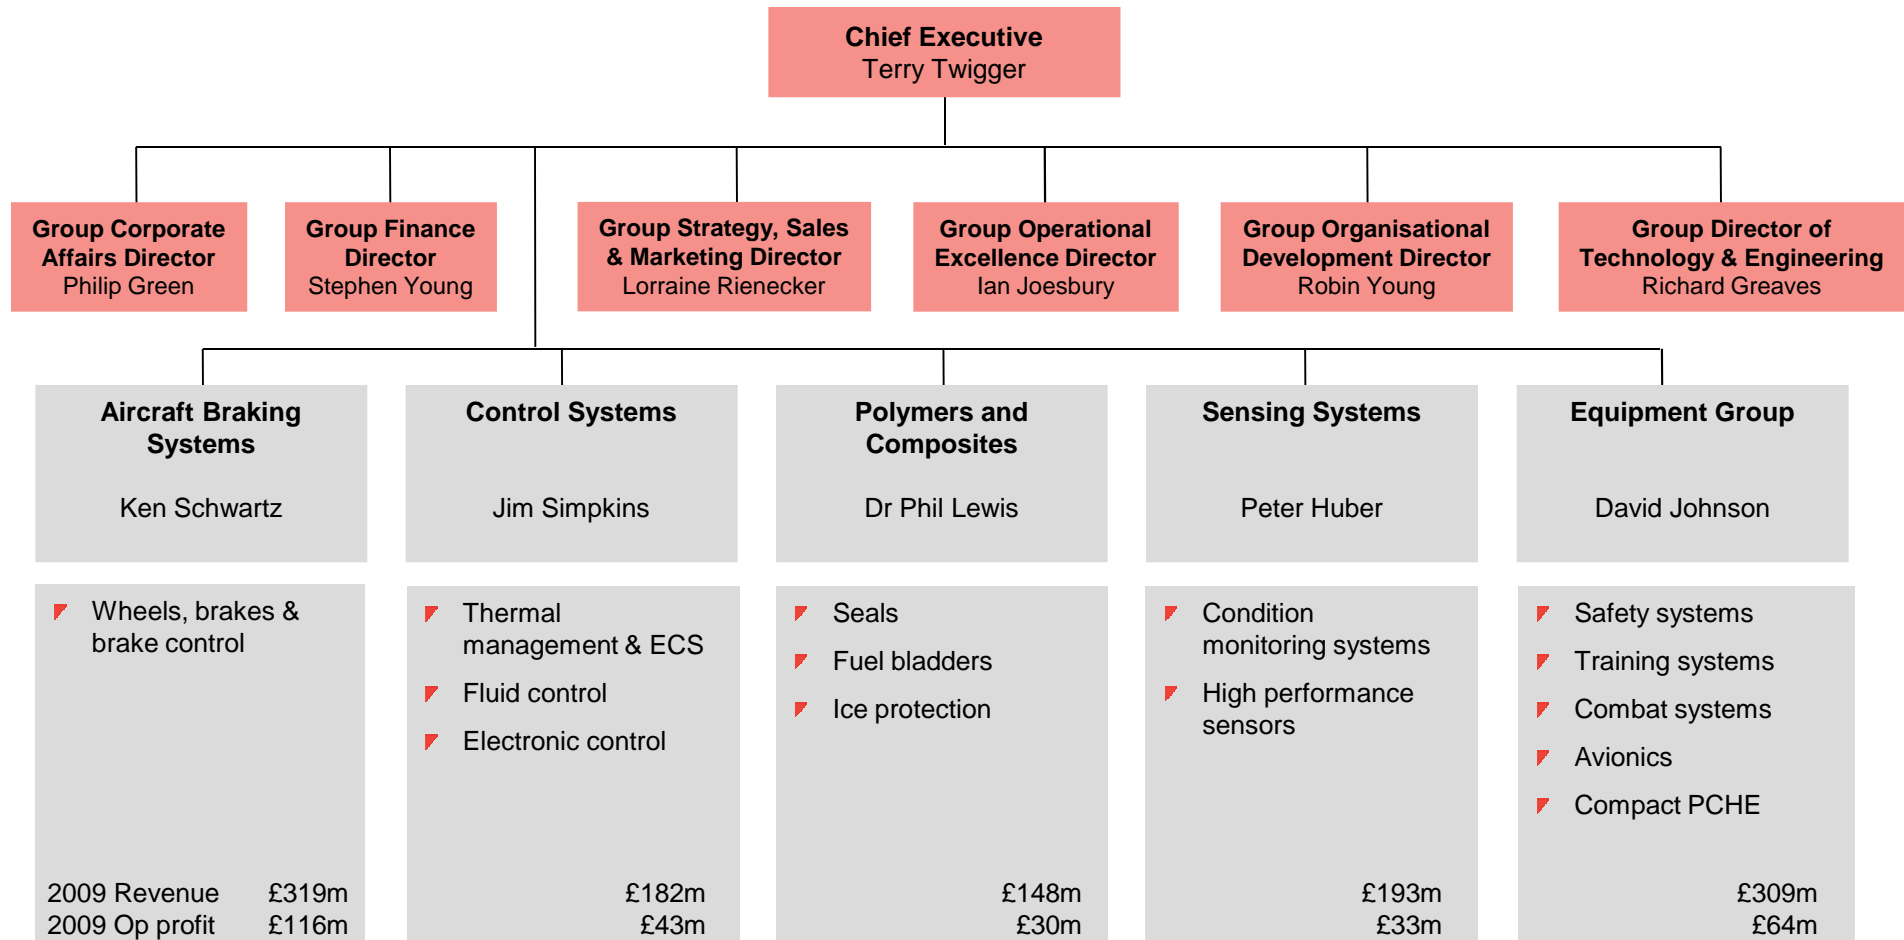 Chief Executive
Terry Twigger
Group Corporate
Affairs Director
Philip Green
Group Finance
Director
Stephen Young
Group Strategy, Sales
& Marketing Director
Lorraine Rienecker
Group Operational
Excellence Director
Ian Joesbury
Group Organisational
Development Director
Robin Young
Group Director of
Technology & Engineering
Richard Greaves
Aircraft Braking
Systems
Ken Schwartz
Control Systems
Jim Simpkins
Polymers and
Composites
Dr Phil Lewis
Sensing Systems
Peter Huber
Equipment Group
David Johnson
Wheels, brakes &
brake control
2009 Revenue £319m
2009 Op profit £116m
Thermal
management & ECS
Fluid control
Electronic control
£182m
£43m
Seals
Fuel bladders
Ice protection
£148m
£30m
Condition
monitoring systems
High performance
sensors
£193m
£33m
Safety systems
Training systems
Combat systems
Avionics
Compact PCHE
£309m
£64m